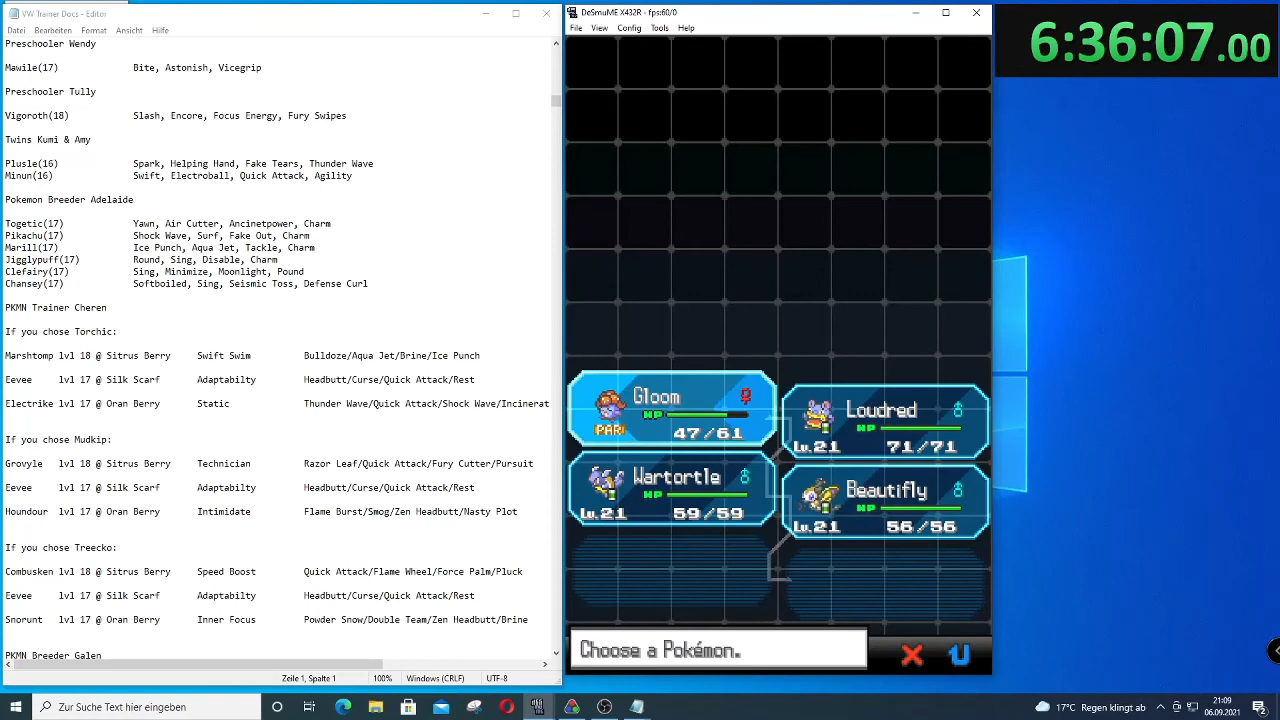 VW Trainer Docs - Editor
Datei Bearbeiten Format Ansicht Hilfe
Preschooler Wendy
Mawile(17) Bite, Astonish, Vicegrip
Preschooler Tully
Vigoroth(18) Slash, Encore, Focus Energy, Fury Swipes
Twins Kumi & Amy
Plusle(16) Spark, Helping Hand, Fake Tears, Thunder Wave
Minun(16) Swift, Electroball, Quick Attack, Agility
Pokemon Breeder Adelaide
Togetic(17) Yawn, Air Cutter, Ancinetpower, Charm
Pikachu(17) Shock Wave, Surf, Fake Out, Charm
Marill(17) Ice Punch, Aqua Jet, Tackle, Charm
Jigglypuff(17) Round, Sing, Disable, Charm
Clefairy(17) Sing, Minimize, Moonlight, Pound
Chansey(17) Softboiled, Sing, Seismic Toss, Defense Curl
PKMN Trainer Cheren
If you chose Torchic:
Marshtomp lvl 18 @ Sitrus Berry Swift Swim Bulldoze/Aqua Jet/Brine/Ice Punch
Eevee lvl 17 @ Silk Scarf Adaptabilty Headbutt/Curse/Quick Attack/Rest
Electrike lvl 17 @ Oran Berry Static Thunder Wave/Quick Attack/Shock Wave/Incinerat
If you chose Mudkip:
Grovyle lvl 18 @ Sitrus Berry Technician Razor Leaf/Quick Attack/Fury Cutter/Pursuit
Eevee lvl 17 @ Silk Scarf Adaptabilty Headbutt/Curse/Quick Attack/Rest
Houndour lvl 17 @ Oran Berry Intimidate Flame Burst/Smog/Zen Headbutt/Nasty Plot
If you chose Treecko:
Combusken lvl 18 @ Sitrus Berry Speed Boost Quick Attack/Flame Wheel/Force Palm/Pluck
Eevee lvl 17 @ Silk Scarf Adaptabilty Headbutt/Curse/Quick Attack/Rest
Snorunt lvl 17 @ Oran Berry Inner Focus Powder Snow/Double Team/Zen Headbutt/Brine
PKMN Breeder Galen
Zeile 1, Spalte 1 100% Windows (CRLF) UTF-8
DeSmuME X432R - fps:60/0
File View Config Tools Help
Gloom
HP
PAR 47/61
Loudred
HP
Lv.21 71/71
Wartortle
HP
Lv.21 59/59
Beautifly
HP
Lv.21 56/56
Choose a Pokémon.
6:36:07.00
Zur Suche Text hier eingeben
17°C Regen klingt ab
21:09
06.09.2021
2